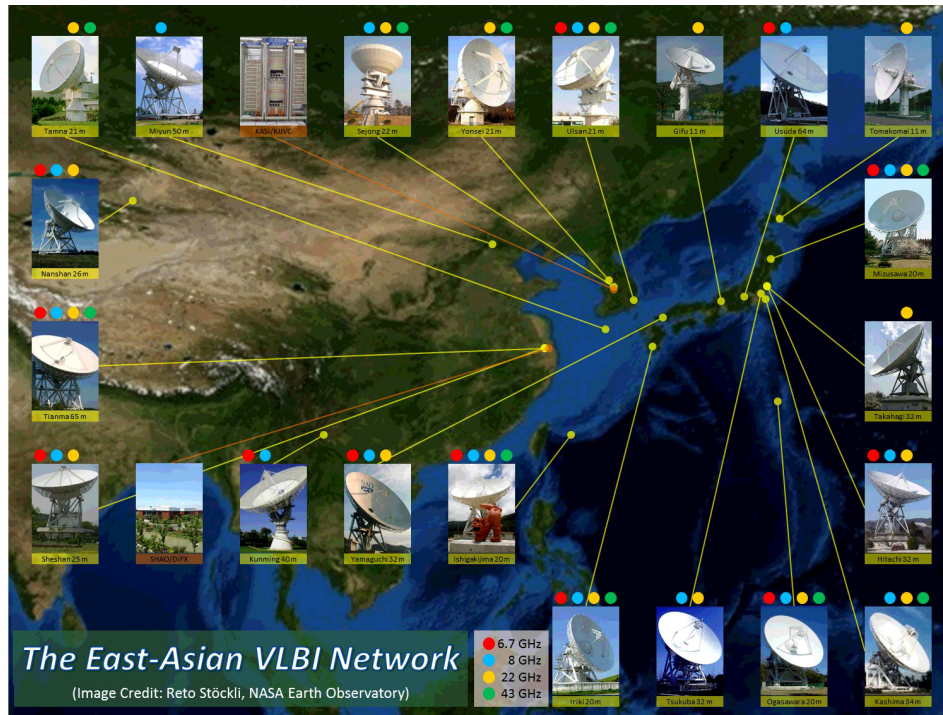 Tamna 21 m
Miyun 50 m
KASI/KJJVC
Sejong 22 m
Yonsei 21 m
Ulsan 21 m
Gifu 11 m
Usuda 64 m
Tomakomai 11 m
Nanshan 26 m
Mizusawa 20 m
Tianma 65 m
Takahagi 32 m
Sheshan 25 m
SHAO/DiFX
Kunming 40 m
Yamaguchi 32 m
Ishigakijima 20 m
Hitachi 32 m
Iriki 20 m
Tsukuba 32 m
Ogasawara 20 m
Kashima 34 m
The East-Asian VLBI Network
(Image Credit: Reto Stöckli, NASA Earth Observatory)
6.7 GHz
8 GHz
22 GHz
43 GHz